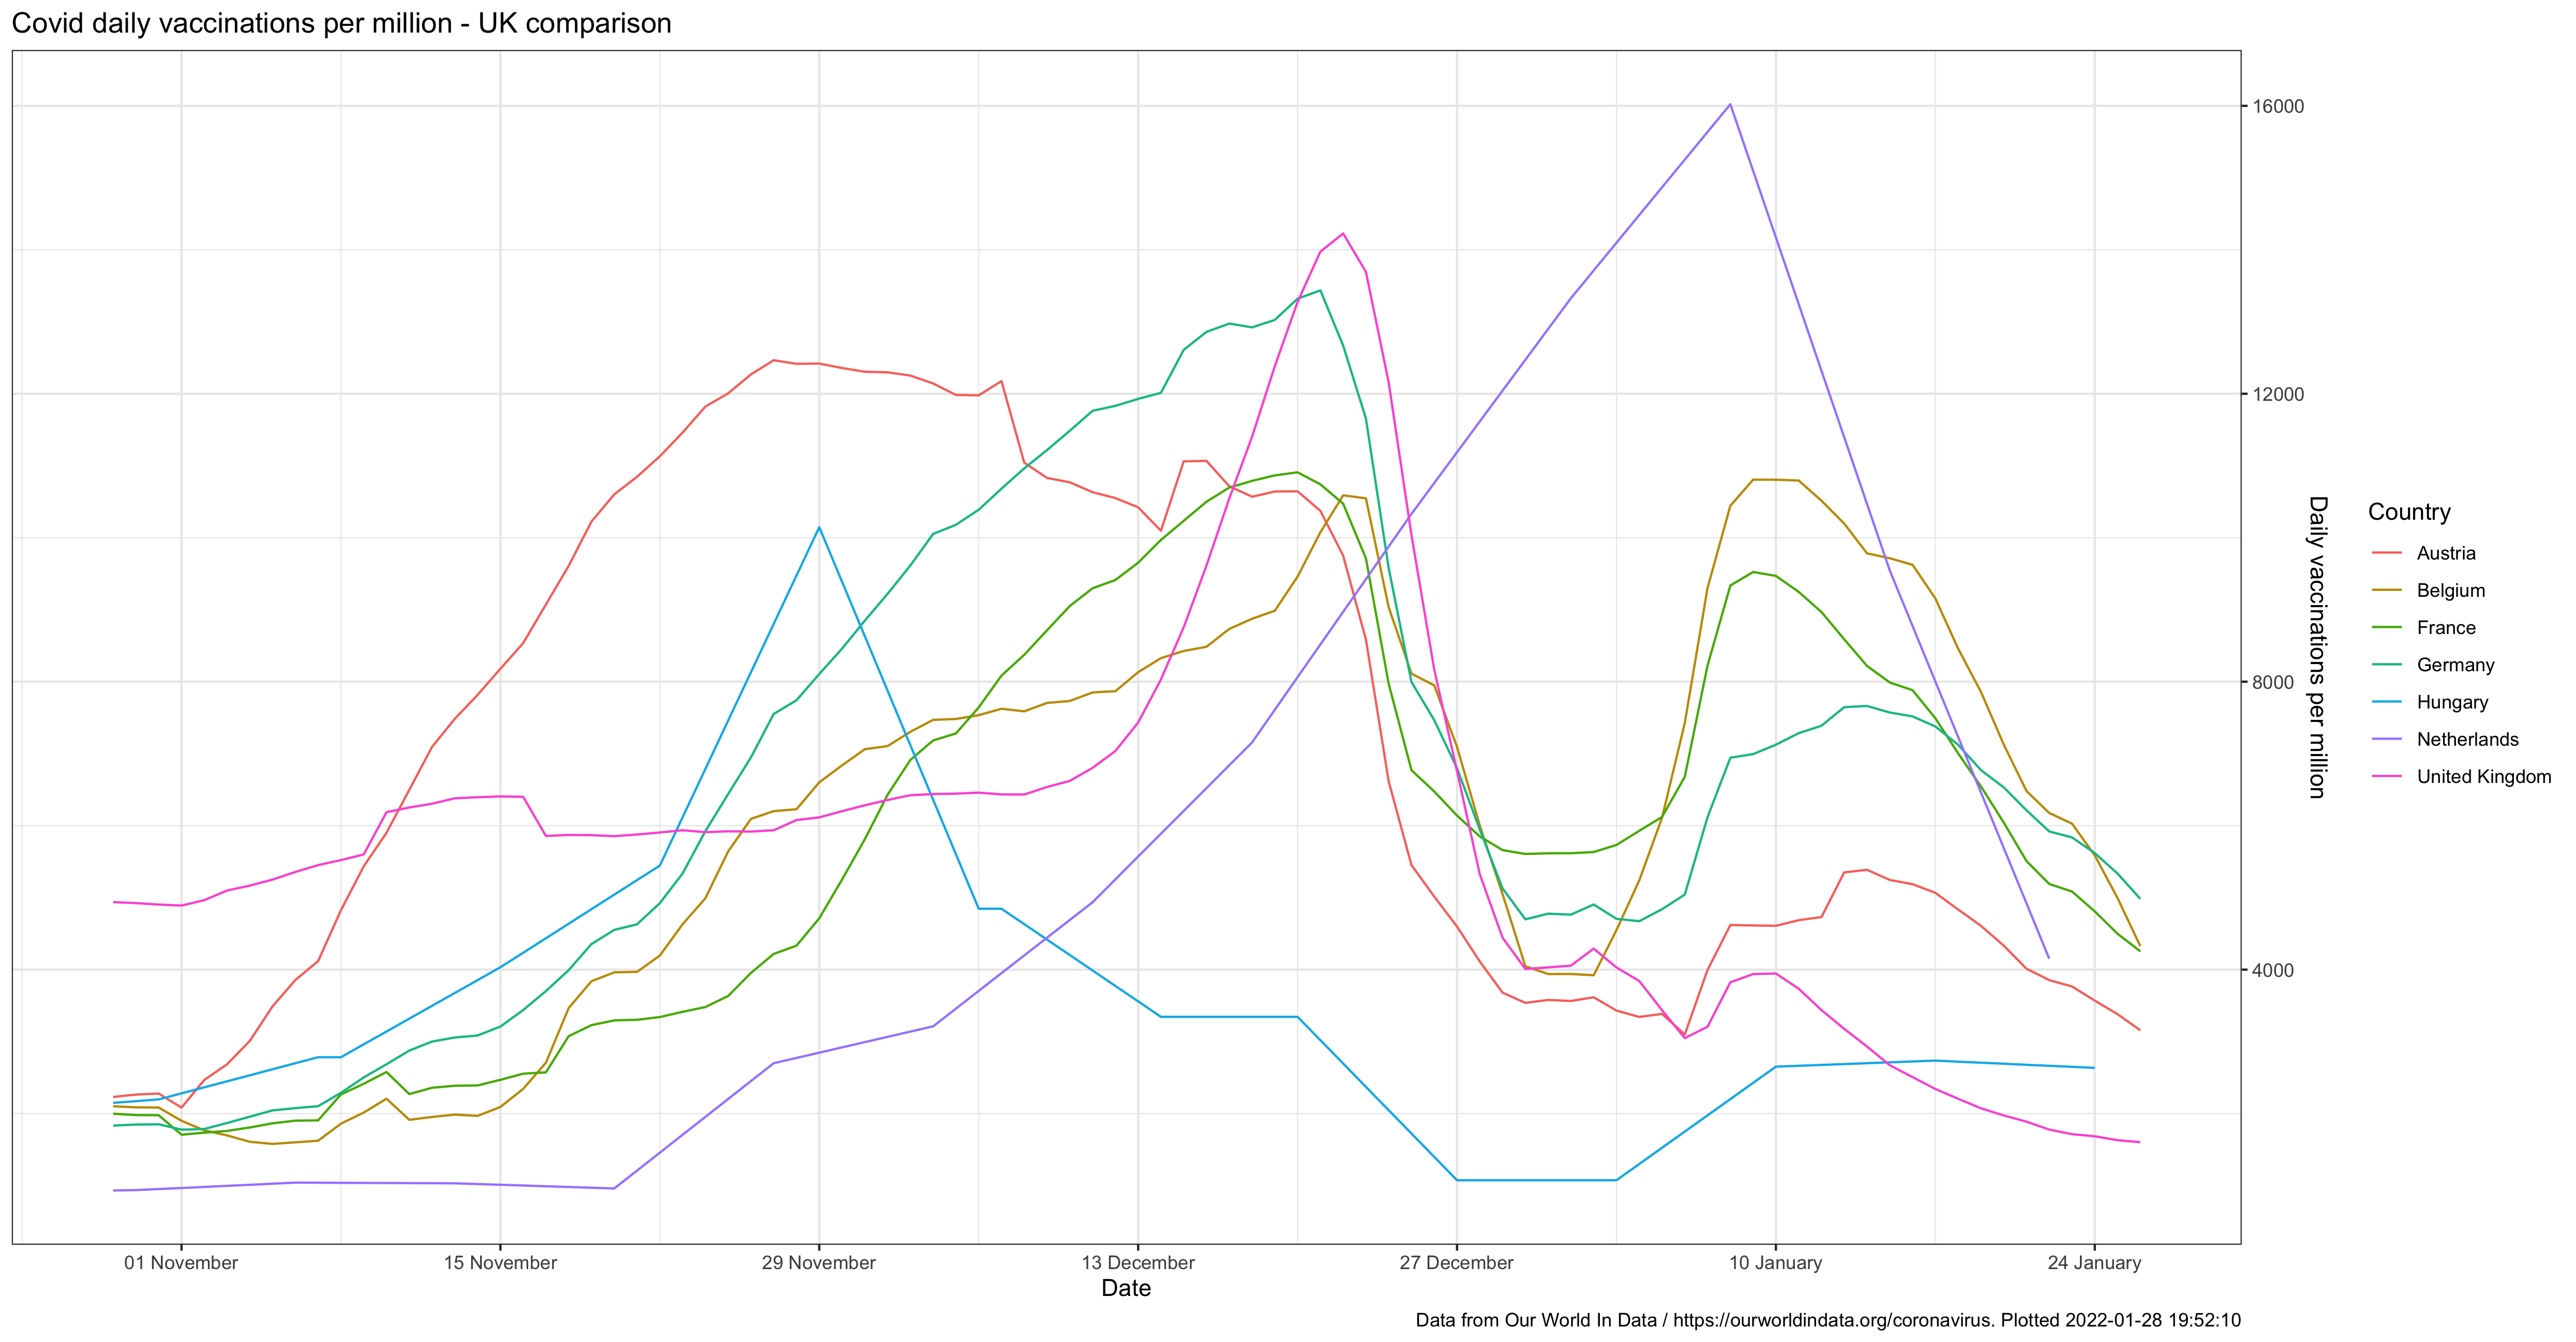 Covid daily vaccinations per million - UK comparison
16000
12000
8000
4000
Daily vaccinations per million
Country
Austria
Belgium
France
Germany
Hungary
Netherlands
United Kingdom
01 November
15 November
29 November
13 December
27 December
10 January
24 January
Date
Data from Our World In Data / https://ourworldindata.org/coronavirus. Plotted 2022-01-28 19:52:10